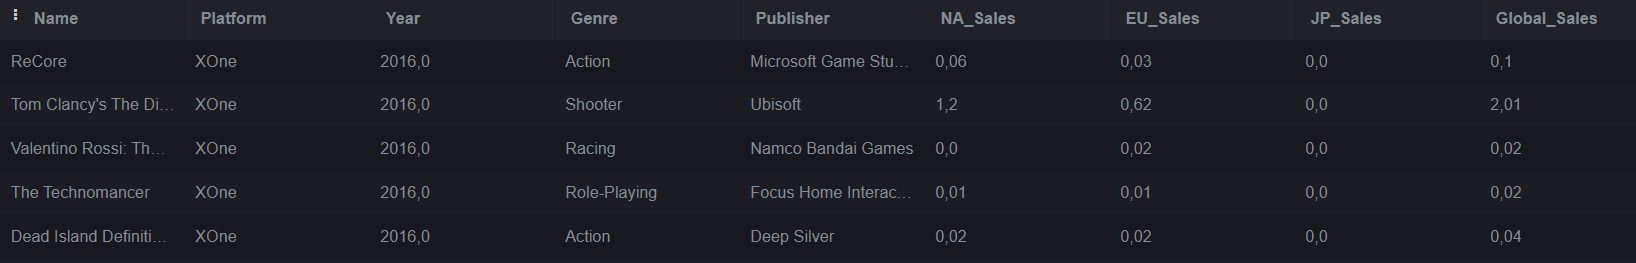 Name Platform Year Genre Publisher NA_Sales EU_Sales JP_Sales Global_Sales
ReCore XOne 2016,0 Action Microsoft Game Stu... 0,06 0,03 0,0 0,1
Tom Clancy's The Di... XOne 2016,0 Shooter Ubisoft 1,2 0,62 0,0 2,01
Valentino Rossi: Th... XOne 2016,0 Racing Namco Bandai Games 0,0 0,02 0,0 0,02
The Technomancer XOne 2016,0 Role-Playing Focus Home Interac... 0,01 0,01 0,0 0,02
Dead Island Definiti... XOne 2016,0 Action Deep Silver 0,02 0,02 0,0 0,04